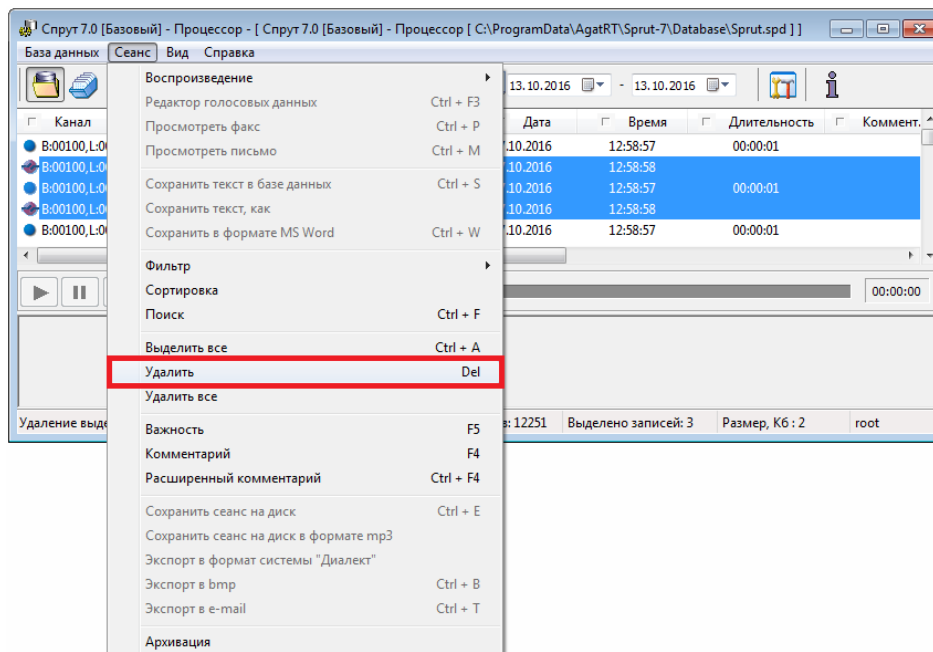 Спрут 7.0 [Базовый] - Процессор - [ Спрут 7.0 [Базовый] - Процессор [ C:\ProgramData\AgatRT\Sprut-7\Database\Sprut.spd ] ]
База данных Сеанс Вид Справка
13.10.2016 - 13.10.2016
Канал Дата Время Длительность Коммент.
B:00100,L:0 .10.2016 12:58:57 00:00:01
B:00100,L:0 .10.2016 12:58:58
B:00100,L:0 .10.2016 12:58:57 00:00:01
B:00100,L:0 .10.2016 12:58:58
B:00100,L:0 .10.2016 12:58:57 00:00:01
00:00:00
Воспроизведение
Редактор голосовых данных Ctrl + F3
Просмотреть факс Ctrl + P
Просмотреть письмо Ctrl + M
Сохранить текст в базе данных Ctrl + S
Сохранить текст, как
Сохранить в формате MS Word Ctrl + W
Фильтр
Сортировка
Поиск Ctrl + F
Выделить все Ctrl + A
Удалить Del
Удалить все
Важность F5
Комментарий F4
Расширенный комментарий Ctrl + F4
Сохранить сеанс на диск Ctrl + E
Сохранить сеанс на диск в формате mp3
Экспорт в формат системы "Диалект"
Экспорт в bmp Ctrl + B
Экспорт в e-mail Ctrl + T
Архивация
Удаление выде : 12251 Выделено записей: 3 Размер, Кб : 2 root